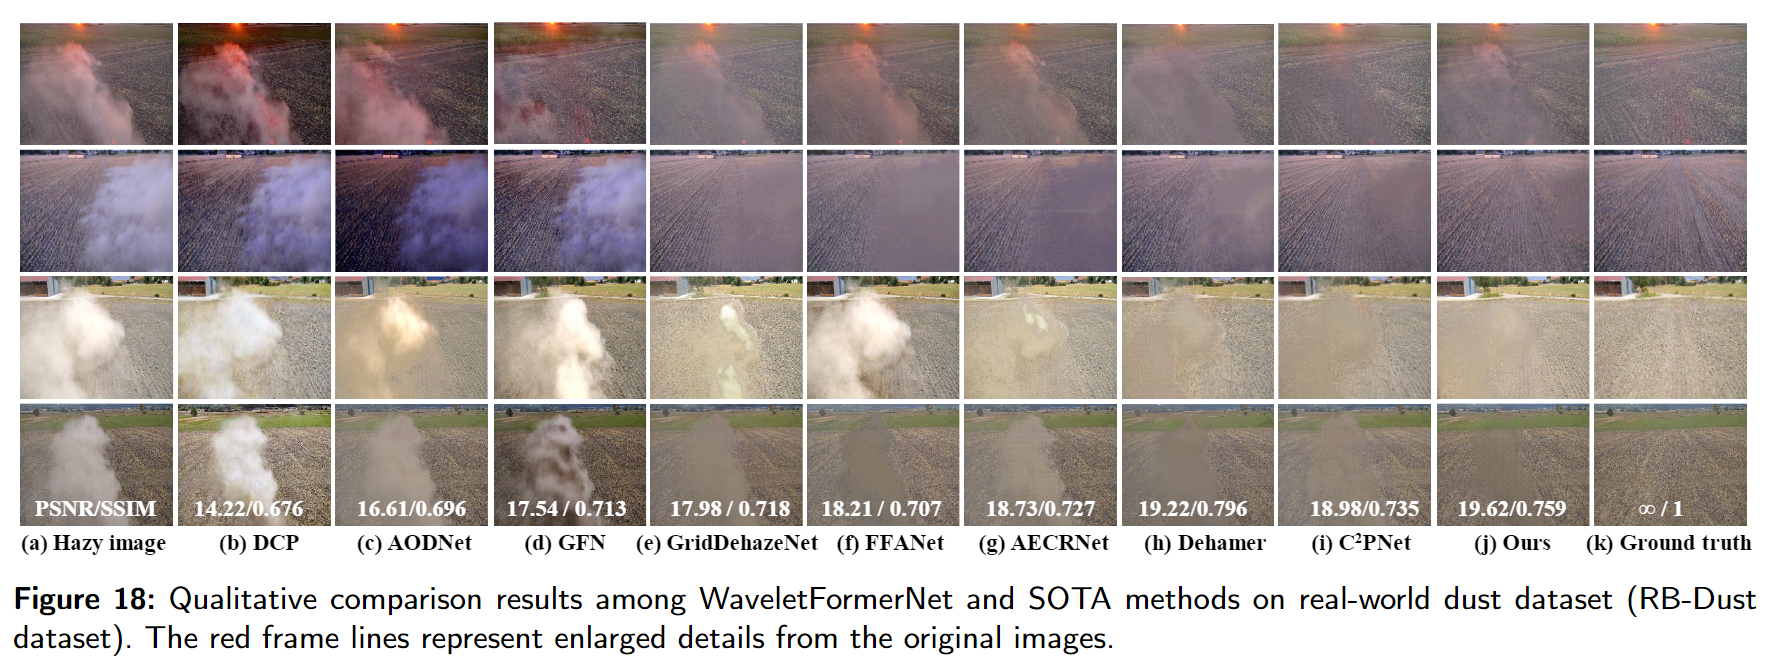 PSNR/SSIM 14.22/0.676 16.61/0.696 17.54 / 0.713 17.98 / 0.718 18.21 / 0.707 18.73/0.727 19.22/0.796 18.98/0.735 19.62/0.759 ∞ / 1
(a) Hazy image (b) DCP (c) AODNet (d) GFN (e) GridDehazeNet (f) FFANet (g) AECRNet (h) Dehamer (i) C²PNet (j) Ours (k) Ground truth
Figure 18: Qualitative comparison results among WaveletFormerNet and SOTA methods on real-world dust dataset (RB-Dust
dataset). The red frame lines represent enlarged details from the original images.